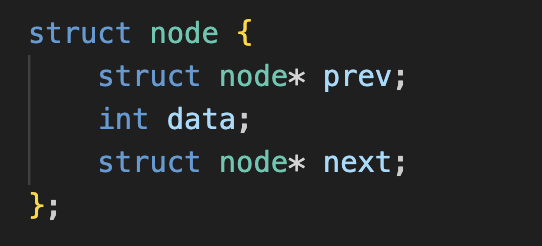 struct node {
    struct node* prev;
    int data;
    struct node* next;
};